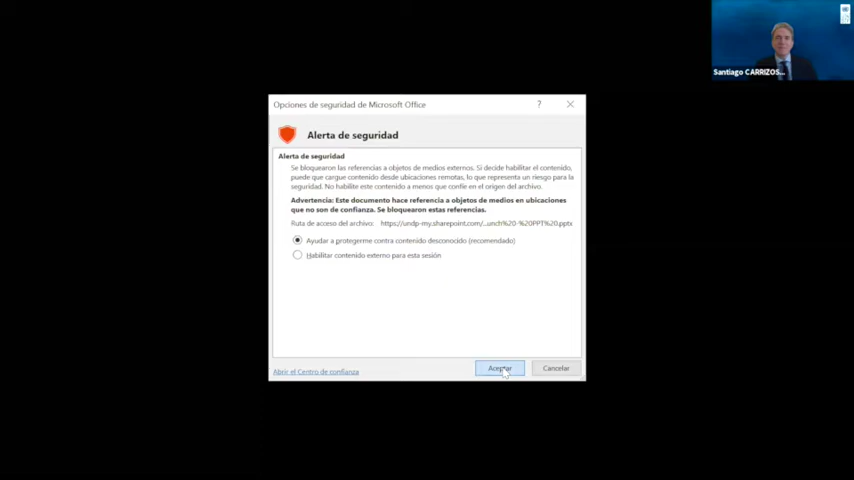 Santiago CARRIZOS...
Opciones de seguridad de Microsoft Office
?
Alerta de seguridad
Alerta de seguridad
Se bloquearon las referencias a objetos de medios externos. Si decide habilitar el contenido,
puede que cargue contenido desde ubicaciones remotas, lo que representa un riesgo para la
seguridad. No habilite este contenido a menos que confíe en el origen del archivo.
Advertencia: Este documento hace referencia a objetos de medios en ubicaciones
que no son de confianza. Se bloquearon estas referencias.
Ruta de acceso del archivo: https://undp-my.sharepoint.com/...unch%20-%20PPT%20.pptx
Ayudar a protegerme contra contenido desconocido (recomendado)
Habilitar contenido externo para esta sesión
Abrir el Centro de confianza
Aceptar
Cancelar